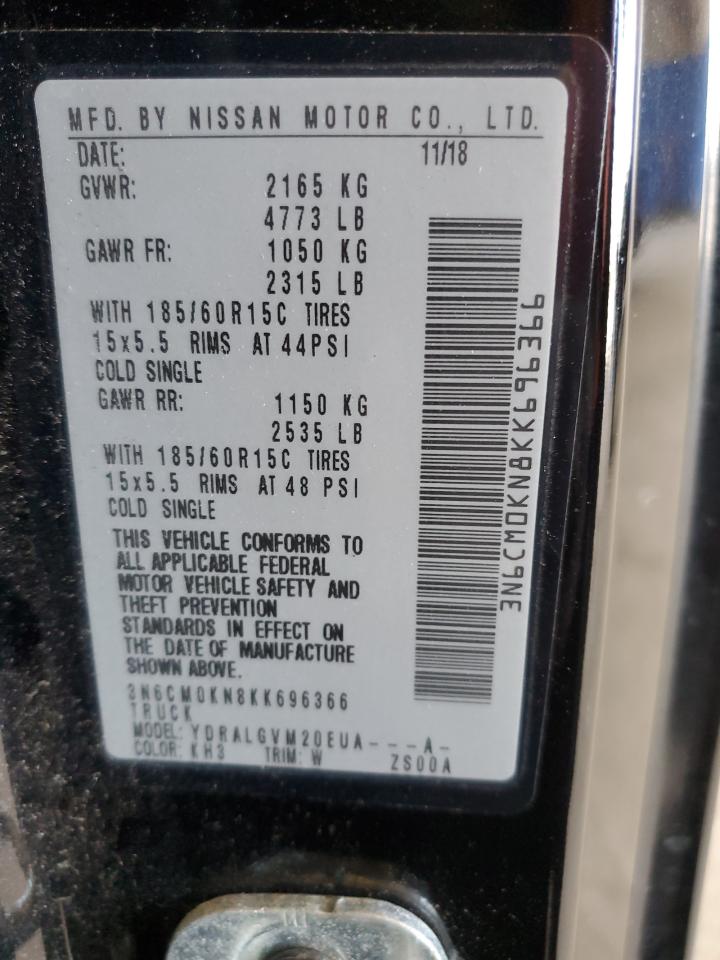 MFD. BY NISSAN MOTOR CO., LTD.
DATE: 11/18
GVWR: 2165 KG
4773 LB
GAWR FR: 1050 KG
2315 LB
WITH 185/60R15C TIRES
15x5.5 RIMS AT 44PSI
COLD SINGLE
GAWR RR: 1150 KG
2535 LB
WITH 185/60R15C TIRES
15x5.5 RIMS AT 48 PSI
COLD SINGLE
THIS VEHICLE CONFORMS TO
ALL APPLICABLE FEDERAL
MOTOR VEHICLE SAFETY AND
THEFT PREVENTION
STANDARDS IN EFFECT ON
THE DATE OF MANUFACTURE
SHOWN ABOVE.
3N6CM0KN8KK696366
TRUCK
MODEL: YDRALGVM20EUA---A-
COLOR: KH3 TRIM: W ZS00A
3N6CM0KN8KK696366